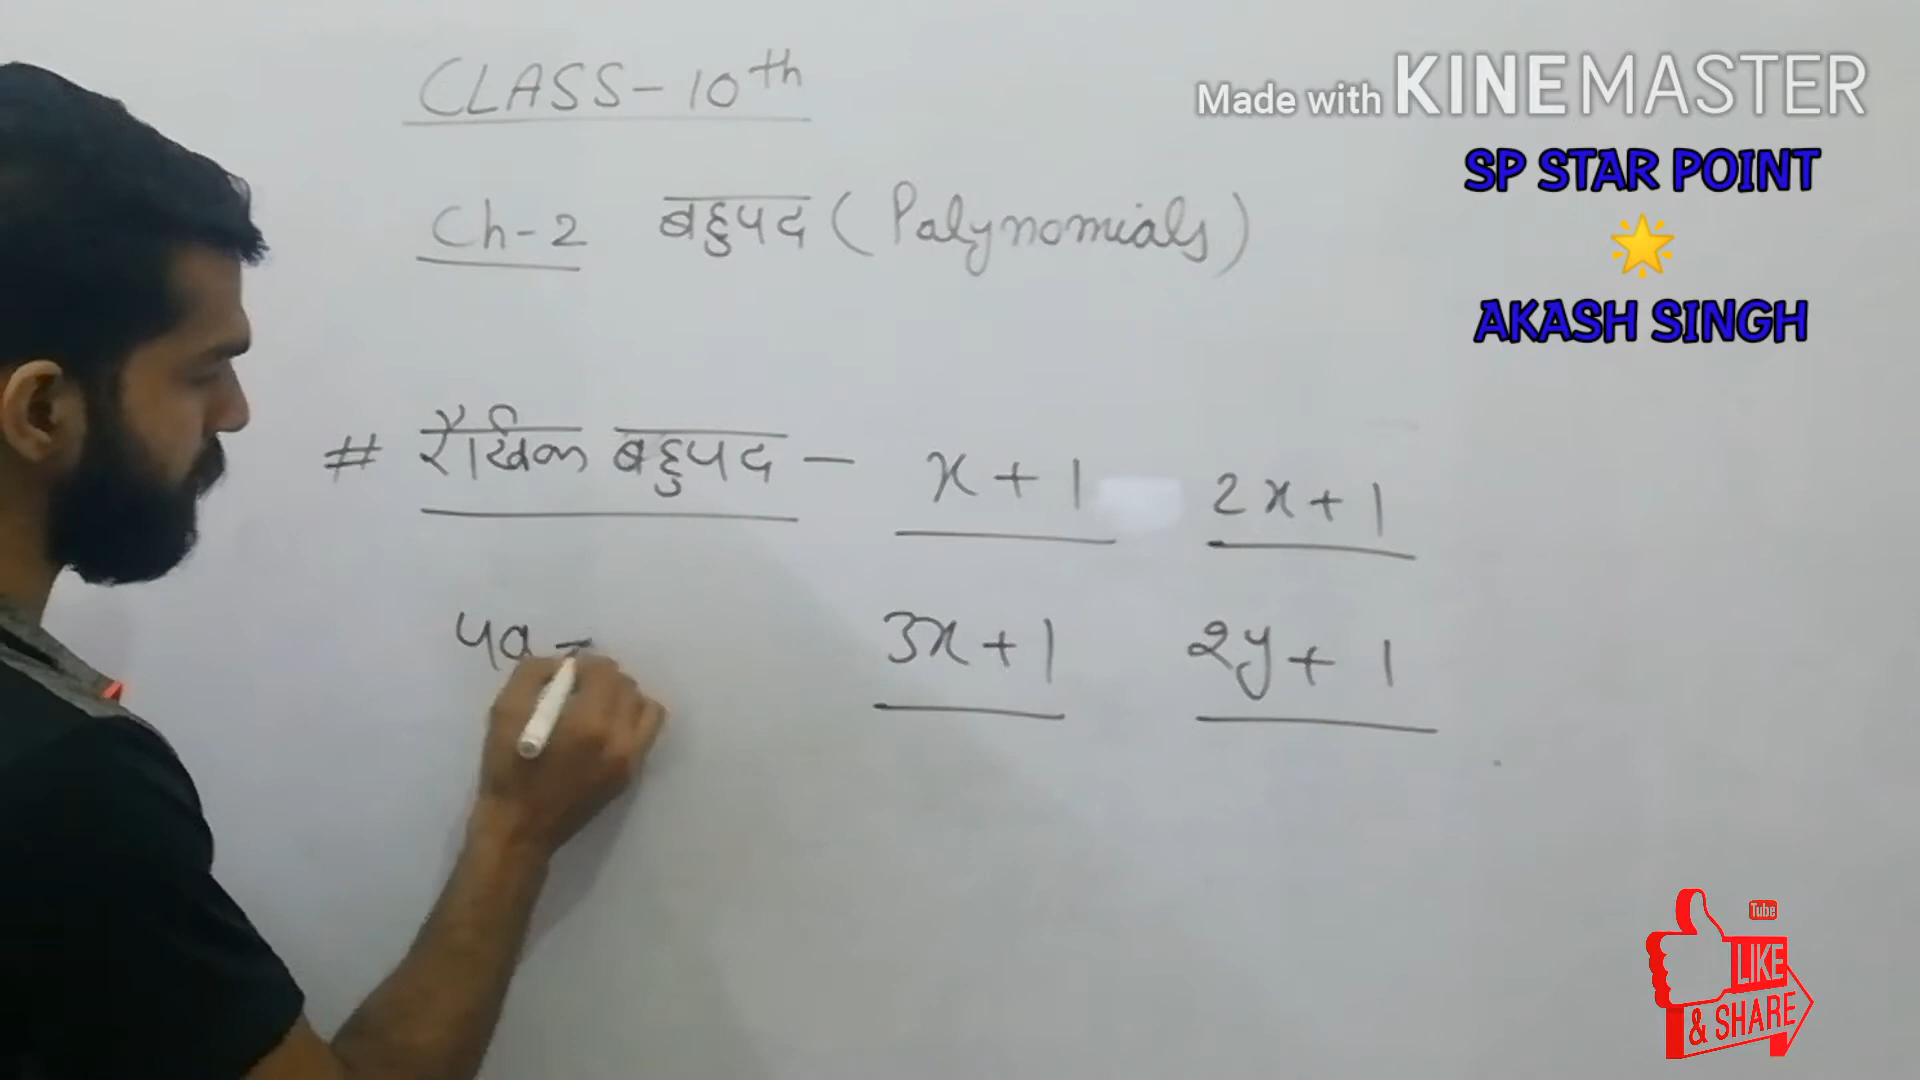 CLASS-10th
Made with KINEMASTER
SP STAR POINT
Ch-2 बहुपद (Polynomials)
AKASH SINGH
# रैखिक बहुपद - x + 1 2x + 1
4a - 3x + 1 2y + 1
Tube
LIKE
& SHARE